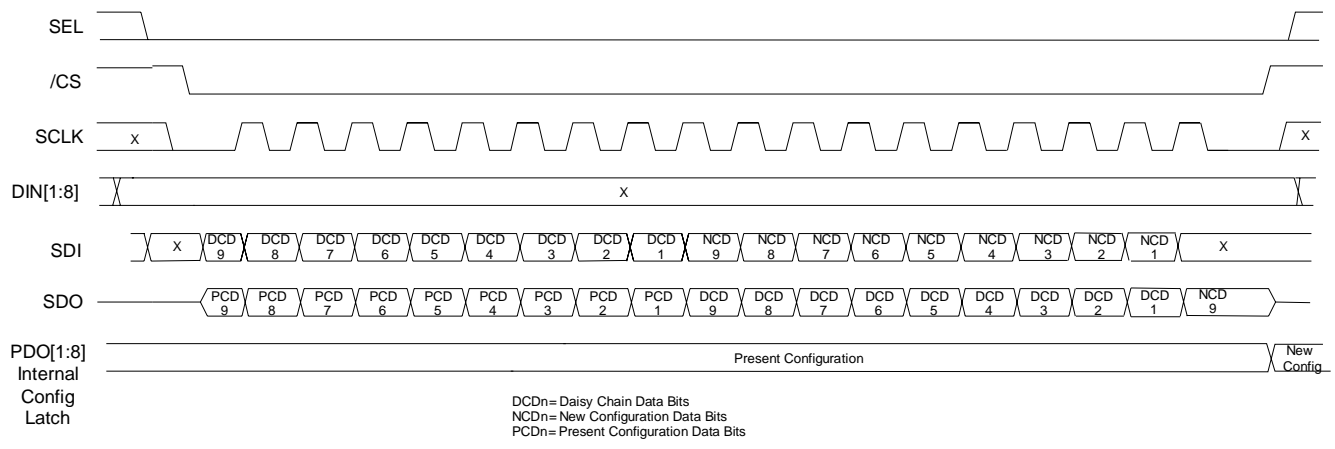 SEL
/CS
SCLK X X
DIN[1:8] X
SDI X DCD 9 DCD 8 DCD 7 DCD 6 DCD 5 DCD 4 DCD 3 DCD 2 DCD 1 NCD 9 NCD 8 NCD 7 NCD 6 NCD 5 NCD 4 NCD 3 NCD 2 NCD 1 X
SDO PCD 9 PCD 8 PCD 7 PCD 6 PCD 5 PCD 4 PCD 3 PCD 2 PCD 1 DCD 9 DCD 8 DCD 7 DCD 6 DCD 5 DCD 4 DCD 3 DCD 2 DCD 1 NCD 9
PDO[1:8]
Internal
Config
Latch
Present Configuration
New
Config
DCDn= Daisy Chain Data Bits
NCDn= New Configuration Data Bits
PCDn= Present Configuration Data Bits